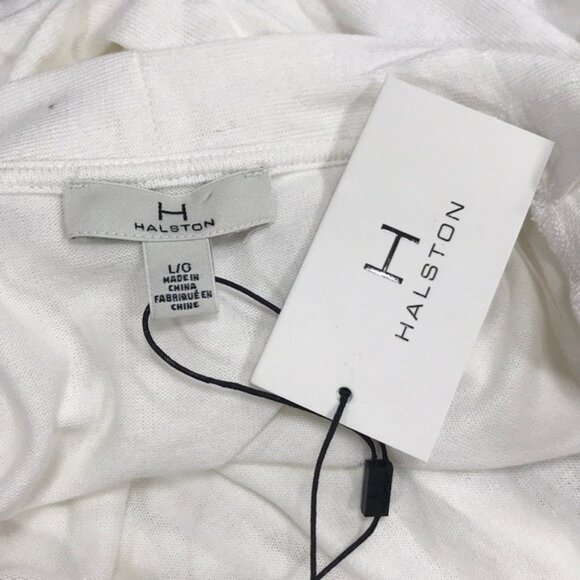 H
HALSTON
L/G
MADE IN
CHINA
FABRIQUÉ EN
CHINE
H
HALSTON